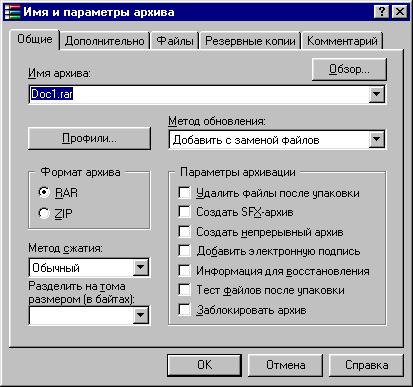 Имя и параметры архива
Общие Дополнительно Файлы Резервные копии Комментарий
Имя архива:
Обзор...
Doc1.rar
Метод обновления:
Профили...
Добавить с заменой файлов
Формат архива
RAR
ZIP
Параметры архивации
Удалить файлы после упаковки
Создать SFX-архив
Создать непрерывный архив
Добавить электронную подпись
Информация для восстановления
Тест файлов после упаковки
Заблокировать архив
Метод сжатия:
Обычный
Разделить на тома
размером (в байтах):
OK Отмена Справка